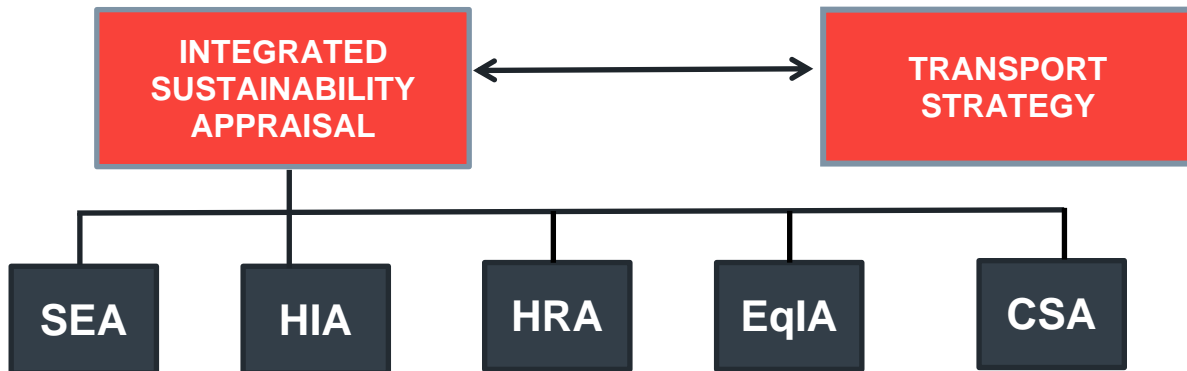 INTEGRATED
SUSTAINABILITY
APPRAISAL
TRANSPORT
STRATEGY
SEA
HIA
HRA
EqIA
CSA